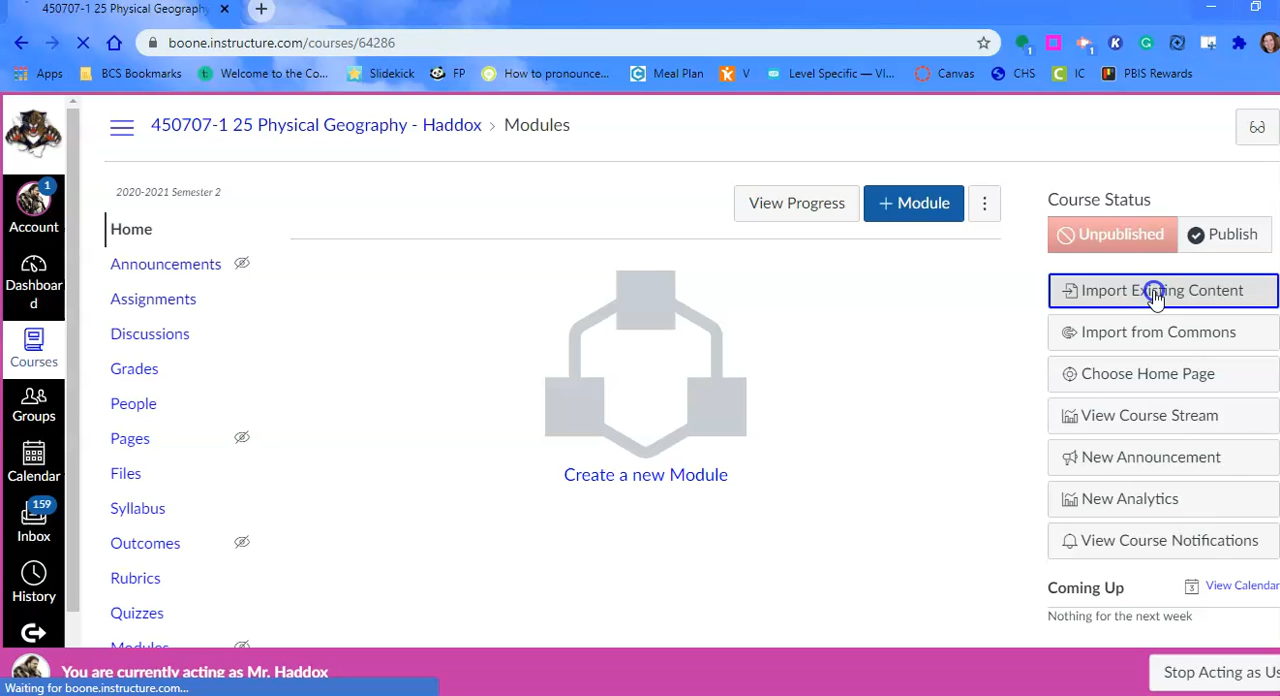 450707-1 25 Physical Geography
boone.instructure.com/courses/64286
Apps BCS Bookmarks Welcome to the Co... Slidekick FP How to pronounce... Meal Plan V Level Specific — VI... Canvas CHS IC PBIS Rewards
450707-1 25 Physical Geography - Haddox > Modules
2020-2021 Semester 2
View Progress + Module
Home
Announcements
Assignments
Discussions
Grades
People
Pages
Files
Syllabus
Outcomes
Rubrics
Quizzes
Modules
1
Account
Dashboar
d
Courses
Groups
Calendar
159
Inbox
History
Create a new Module
Course Status
Unpublished Publish
Import Existing Content
Import from Commons
Choose Home Page
View Course Stream
New Announcement
New Analytics
View Course Notifications
Coming Up View Calendar
Nothing for the next week
You are currently acting as Mr. Haddox
Stop Acting as Us
Waiting for boone.instructure.com...